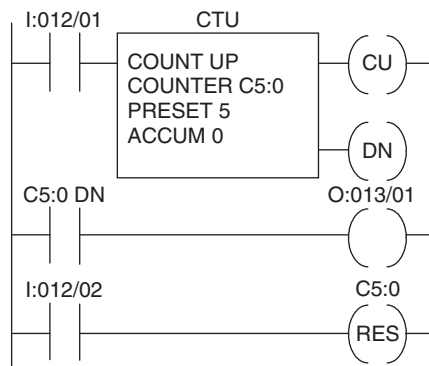 I:012/01
CTU
COUNT UP
COUNTER C5:0
PRESET 5
ACCUM 0
CU
DN
C5:0 DN
O:013/01
I:012/02
C5:0
RES